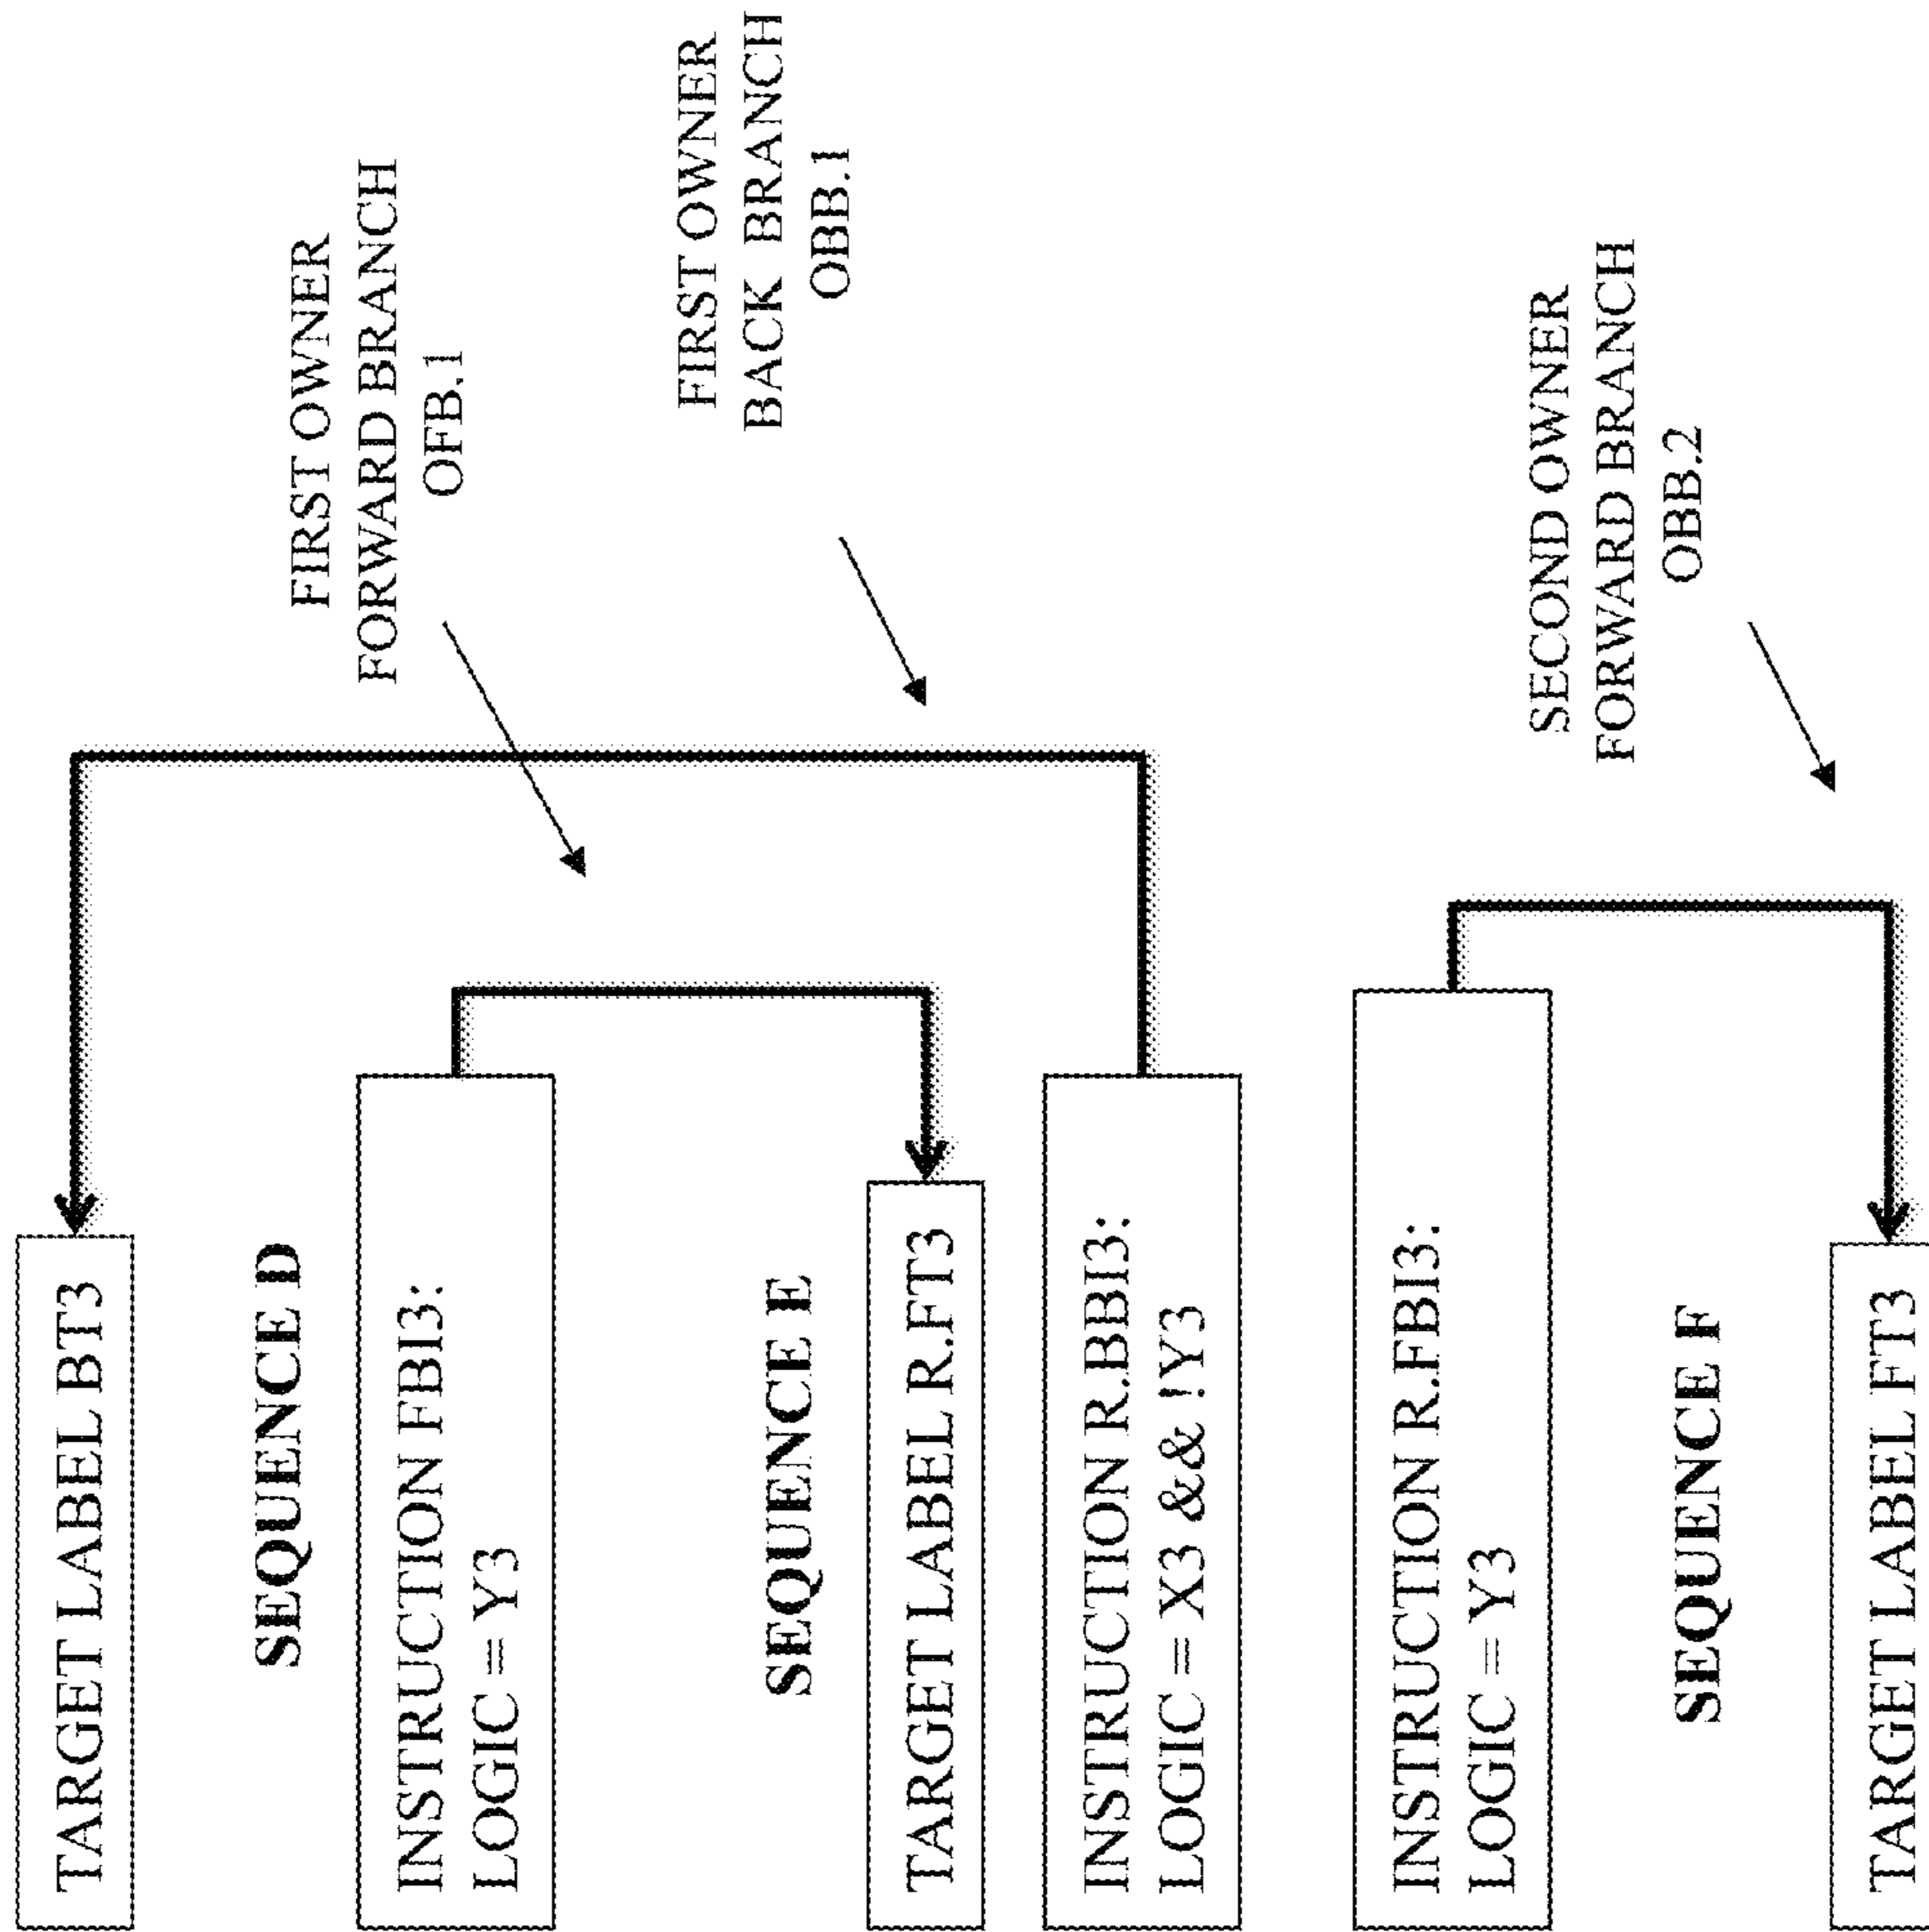 TARGET LABEL BT3
SEQUENCE D
INSTRUCTION FBI3:
LOGIC = Y3
SEQUENCE E
TARGET LABEL R.FT3
INSTRUCTION R.BBI3:
LOGIC = X3 && !Y3
INSTRUCTION R.FBI3:
LOGIC = Y3
SEQUENCE F
TARGET LABEL FT3
FIRST OWNER
FORWARD BRANCH
OFB.1
FIRST OWNER
BACK BRANCH
OBB.1
SECOND OWNER
FORWARD BRANCH
OBB.2